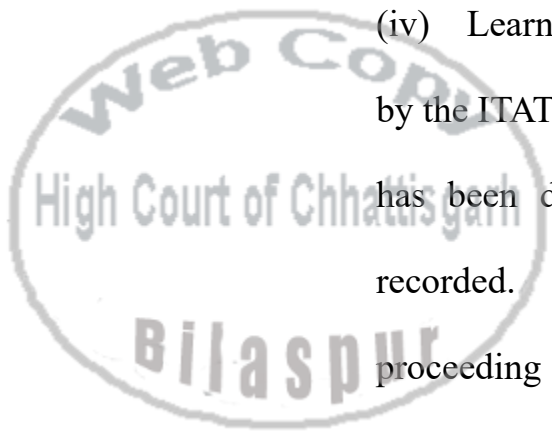 (iv) Learn
by the ITAT
has been d
recorded.
proceeding
Web Copy
High Court of Chhattisgarh
Bilaspur